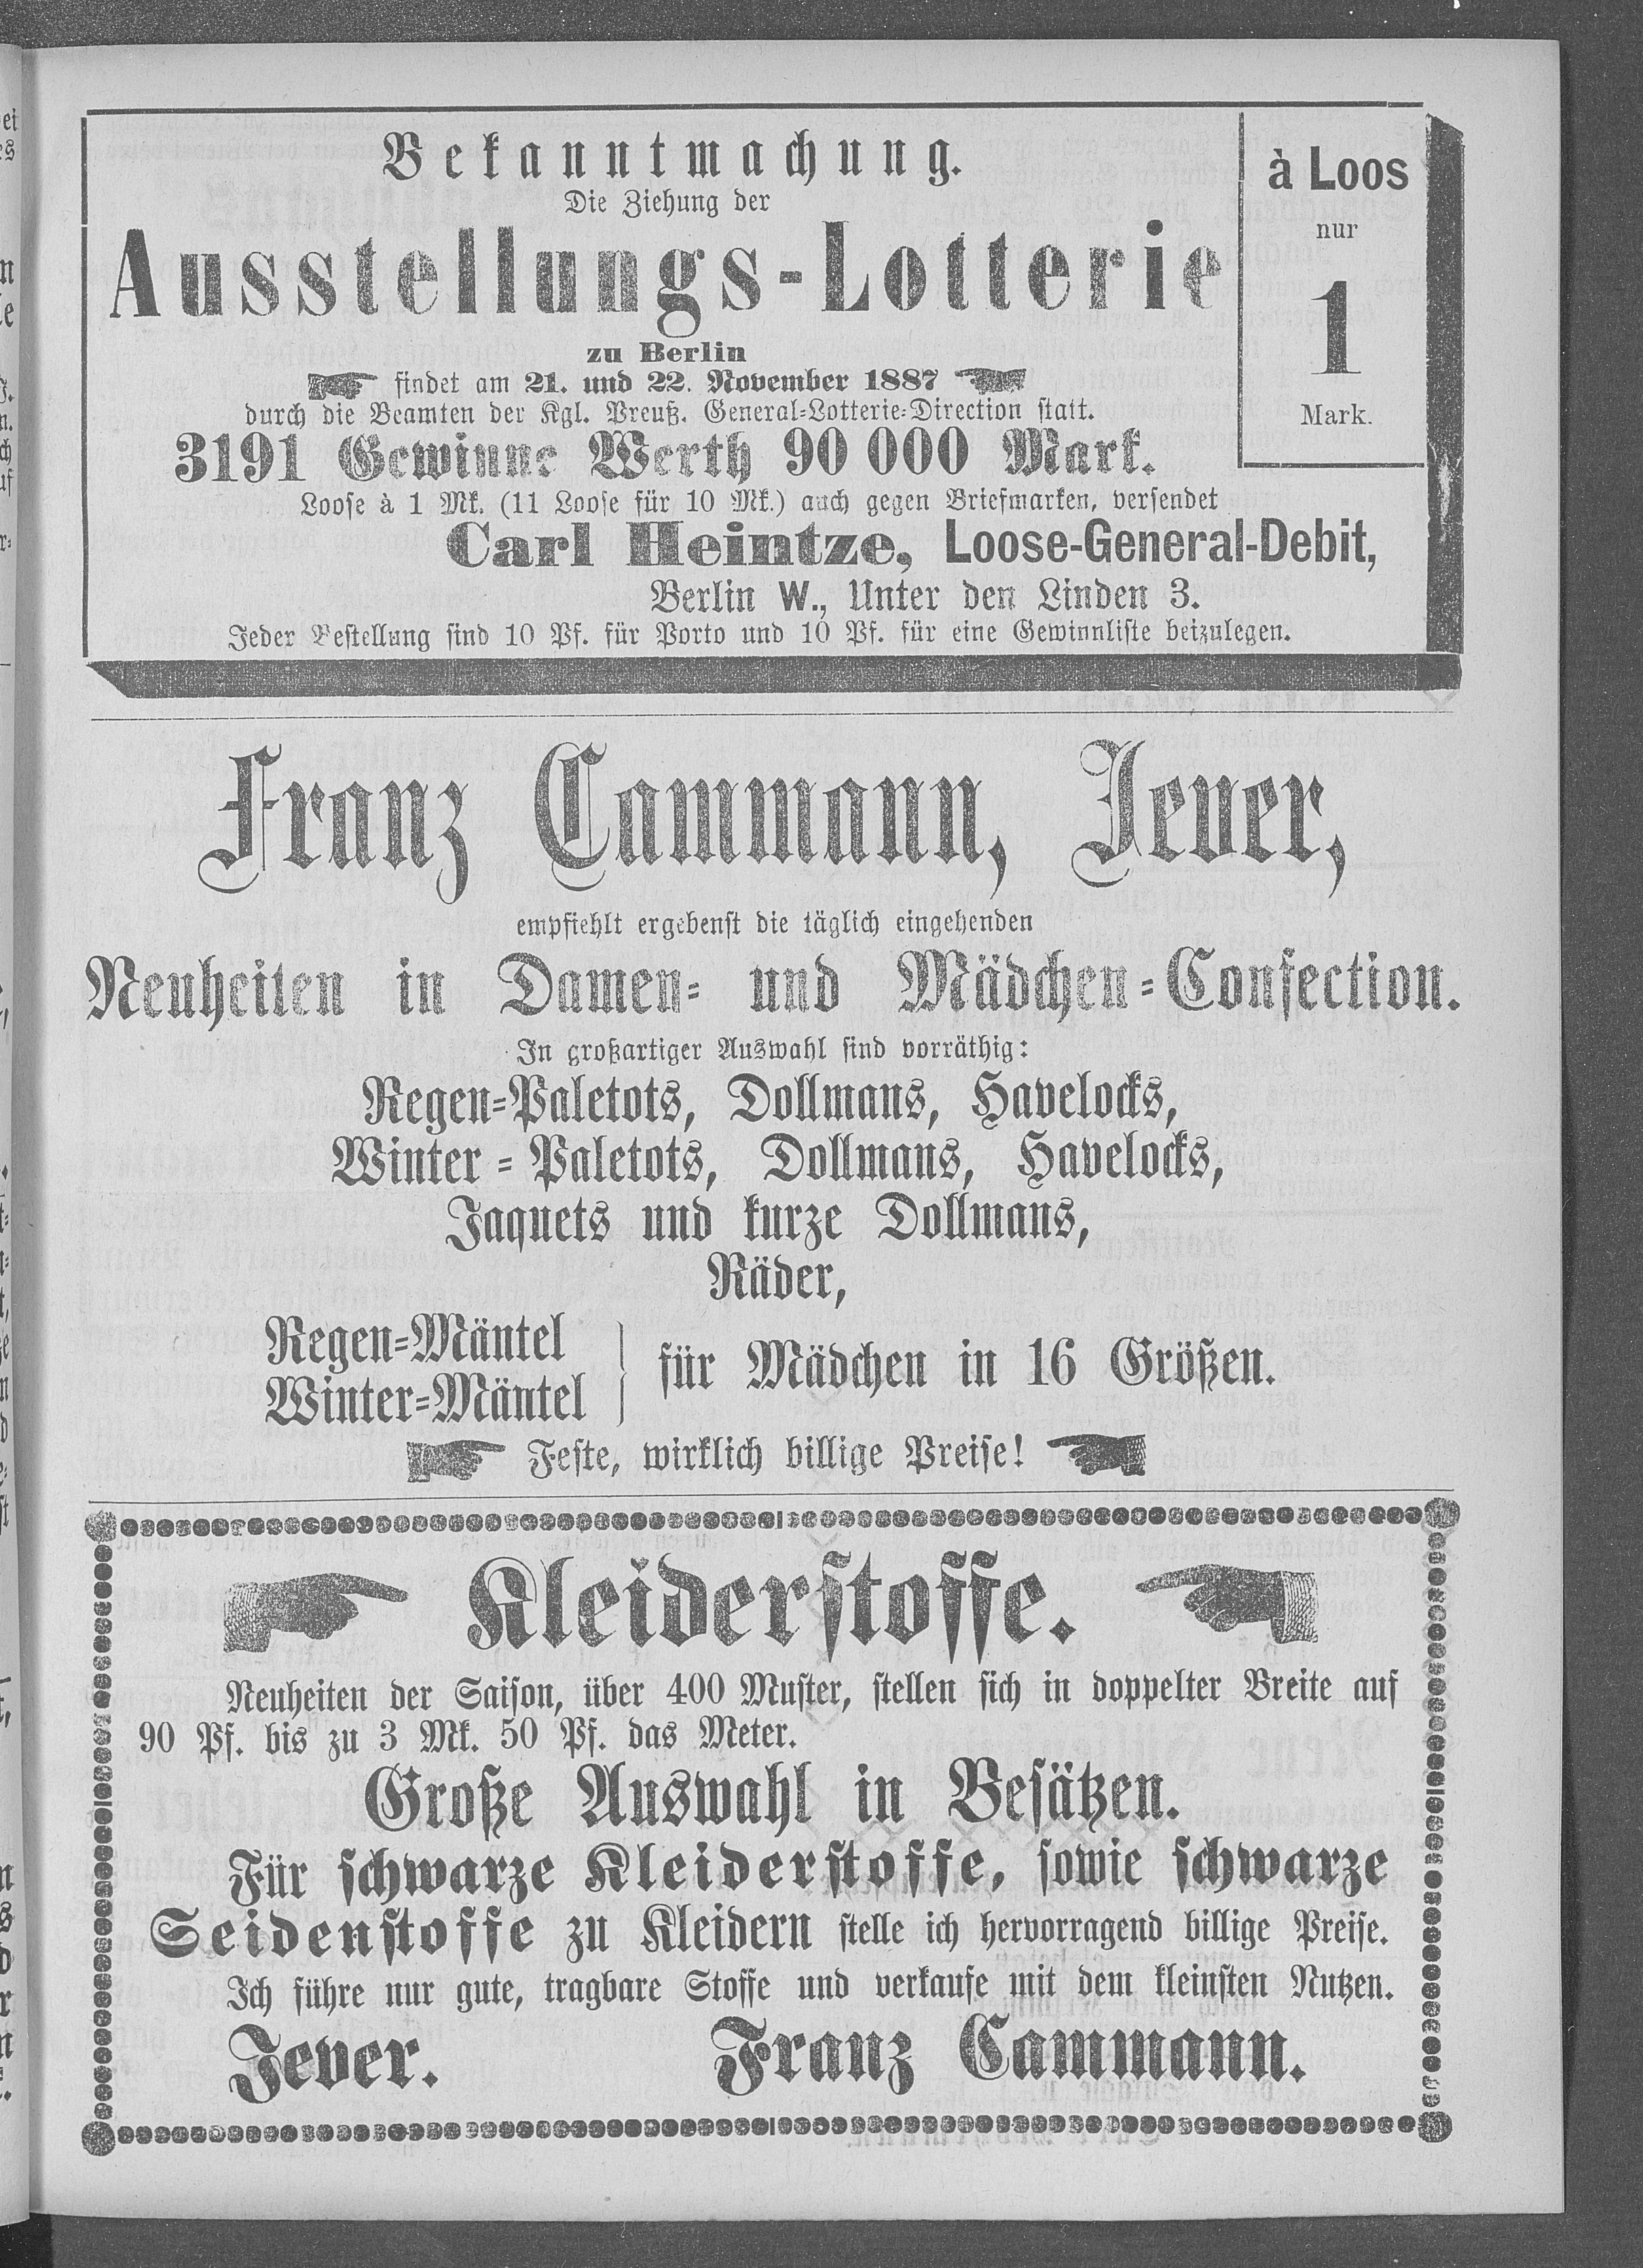 Bekanntmachung.
Die Ziehung der
Ausstellungs-Lotterie
zu Berlin
findet am 21. und 22. November 1887
durch die Beamten der Kgl. Preuß. General-Lotterie-Direction statt.
3191 Gewinne Werth 90 000 Mark.
à Loos
nur
1
Mark.
Loose à 1 Mk. (11 Loose für 10 Mk.) auch gegen Briefmarken, versendet
Carl Heintze, Loose-General-Debit,
Berlin W., Unter den Linden 3.
Jeder Bestellung sind 10 Pf. für Porto und 10 Pf. für eine Gewinnliste beizulegen.
Franz Cammann, Jever,
empfiehlt ergebenst die täglich eingehenden
Neuheiten in Damen- und Mädchen-Confection.
In großartiger Auswahl sind vorräthig:
Regen-Paletots, Dollmans, Havelocks,
Winter-Paletots, Dollmans, Havelocks,
Jaquets und kurze Dollmans,
Räder,
Regen-Mäntel
Winter-Mäntel
für Mädchen in 16 Größen.
Feste, wirklich billige Preise!
Kleiderstoffe.
Neuheiten der Saison, über 400 Muster, stellen sich in doppelter Breite auf
90 Pf. bis zu 3 Mk. 50 Pf. das Meter.
Große Auswahl in Besätzen.
Für schwarze Kleiderstoffe, sowie schwarze
Seidenstoffe zu Kleidern stelle ich hervorragend billige Preise.
Ich führe nur gute, tragbare Stoffe und verkaufe mit dem kleinsten Nutzen.
Jever. Franz Cammann.